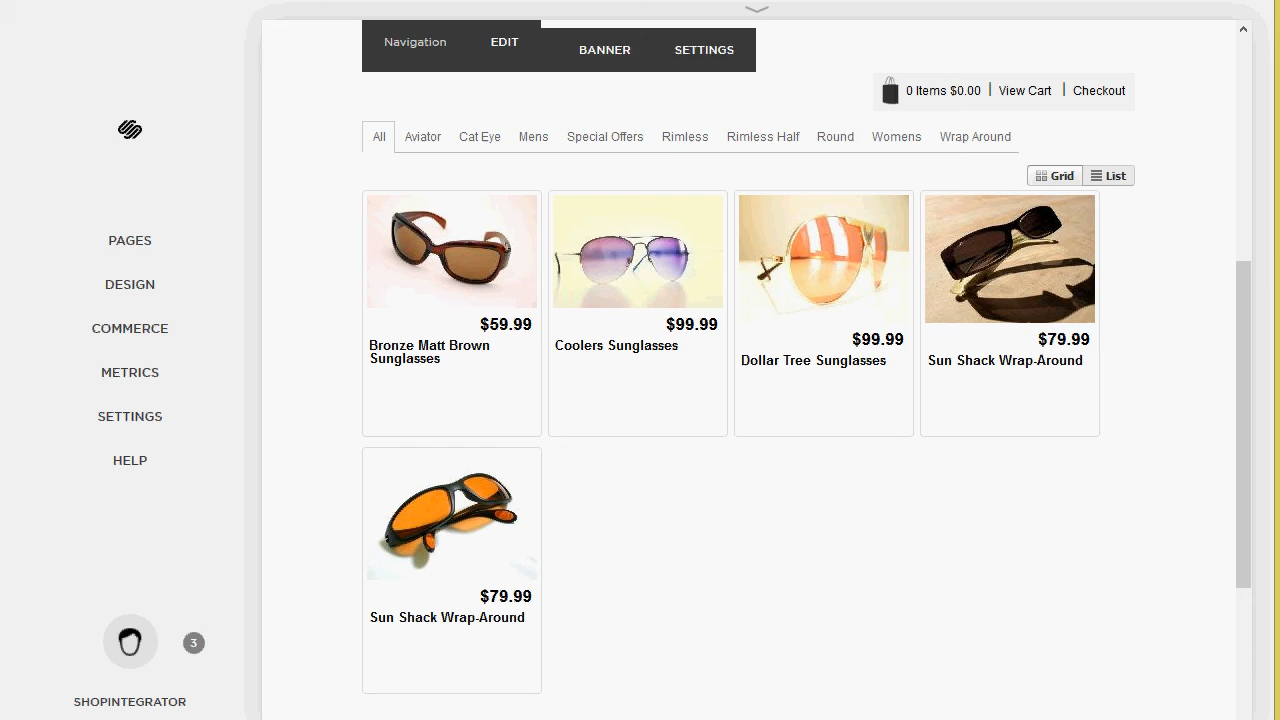 Navigation EDIT BANNER SETTINGS
0 Items $0.00 | View Cart | Checkout
All Aviator Cat Eye Mens Special Offers Rimless Rimless Half Round Womens Wrap Around
Grid List
PAGES
DESIGN
COMMERCE
METRICS
SETTINGS
HELP
3
SHOPINTEGRATOR
$59.99
Bronze Matt Brown
Sunglasses
$99.99
Coolers Sunglasses
$99.99
Dollar Tree Sunglasses
$79.99
Sun Shack Wrap-Around
$79.99
Sun Shack Wrap-Around